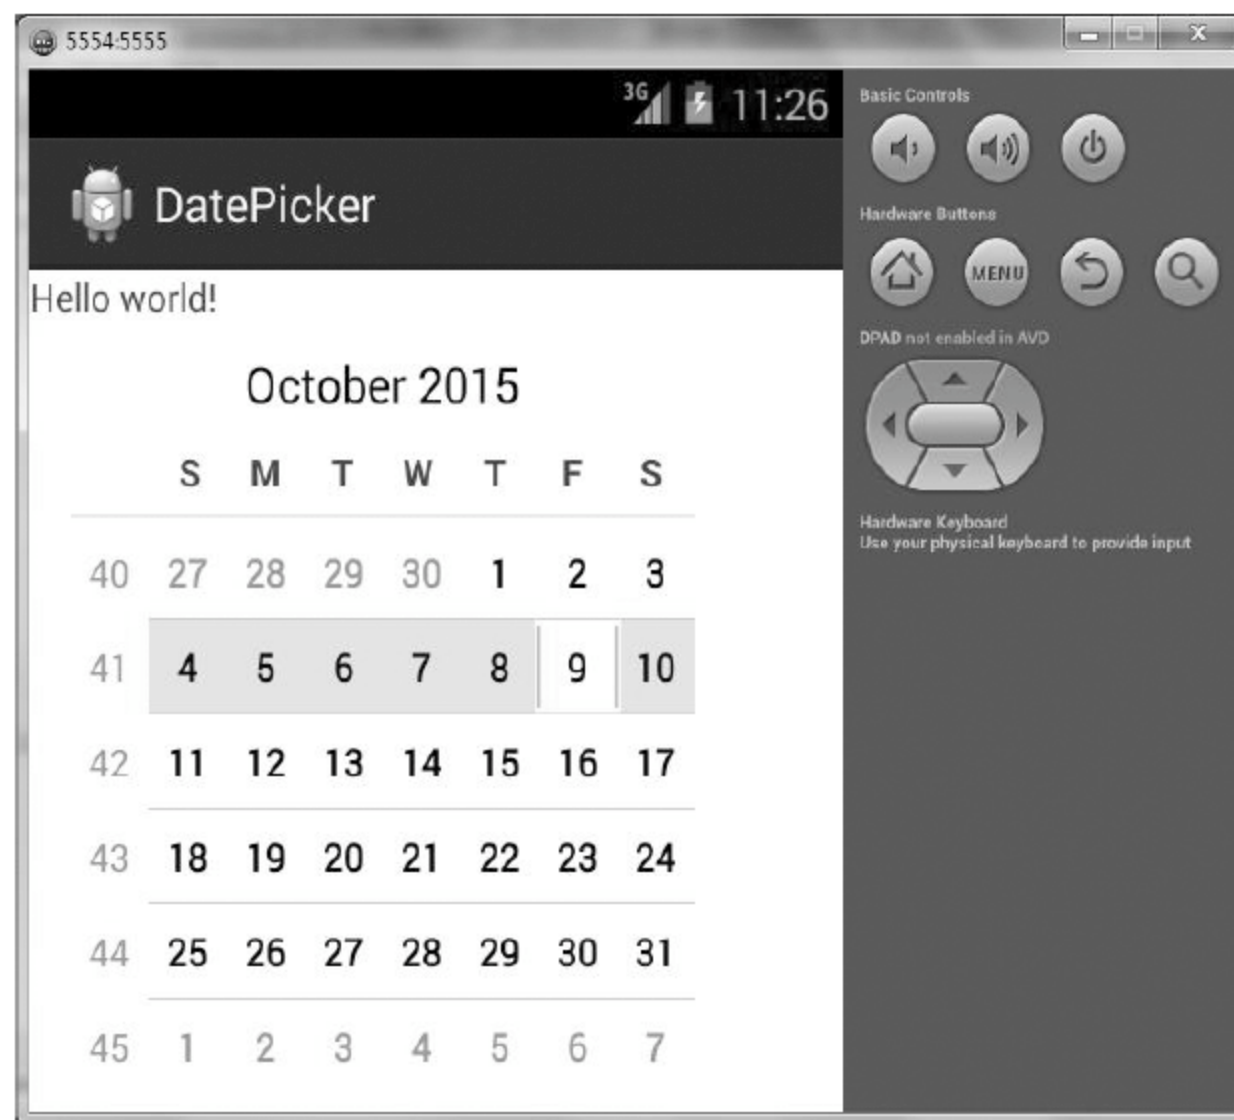 5554:5555
3G 11:26
DatePicker
Hello world!
October 2015
S M T W T F S
40 27 28 29 30 1 2 3
41 4 5 6 7 8 9 10
42 11 12 13 14 15 16 17
43 18 19 20 21 22 23 24
44 25 26 27 28 29 30 31
45 1 2 3 4 5 6 7
Basic Controls
Hardware Buttons
MENU
DPAD not enabled in AVD
Hardware Keyboard
Use your physical keyboard to provide input